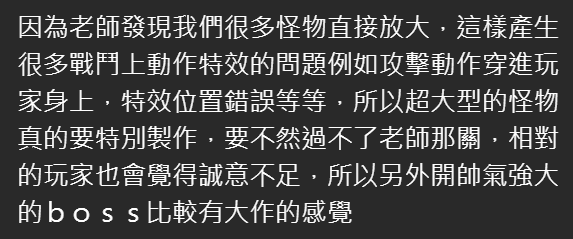 因為老師發現我們很多怪物直接放大，這樣產生
很多戰鬥上動作特效的問題例如攻擊動作穿進玩
家身上，特效位置錯誤等等，所以超大型的怪物
真的要特別製作，要不然過不了老師那關，相對
的玩家也會覺得誠意不足，所以另外開帥氣強大
的ｂｏｓｓ比較有大作的感覺